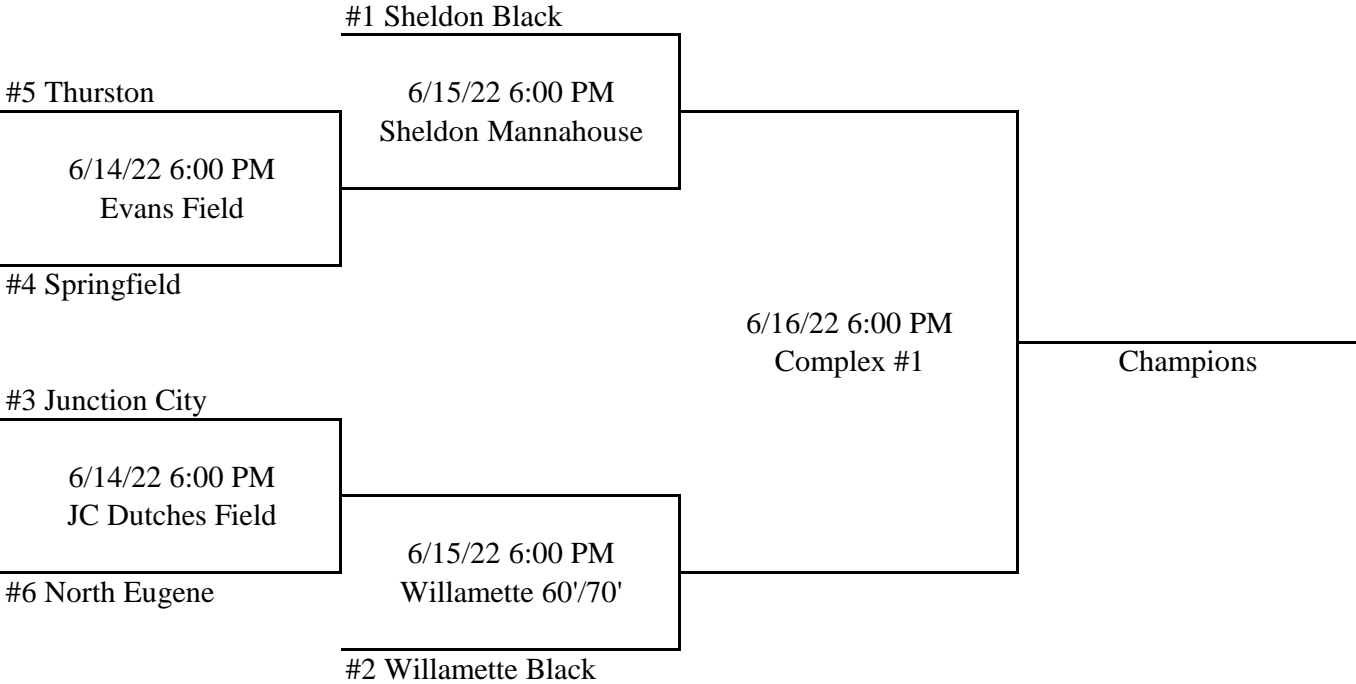 #1 Sheldon Black
#5 Thurston
6/15/22 6:00 PM
Sheldon Mannahouse
6/14/22 6:00 PM
Evans Field
#4 Springfield
6/16/22 6:00 PM
Complex #1
Champions
#3 Junction City
6/14/22 6:00 PM
JC Dutches Field
6/15/22 6:00 PM
Willamette 60'/70'
#6 North Eugene
#2 Willamette Black